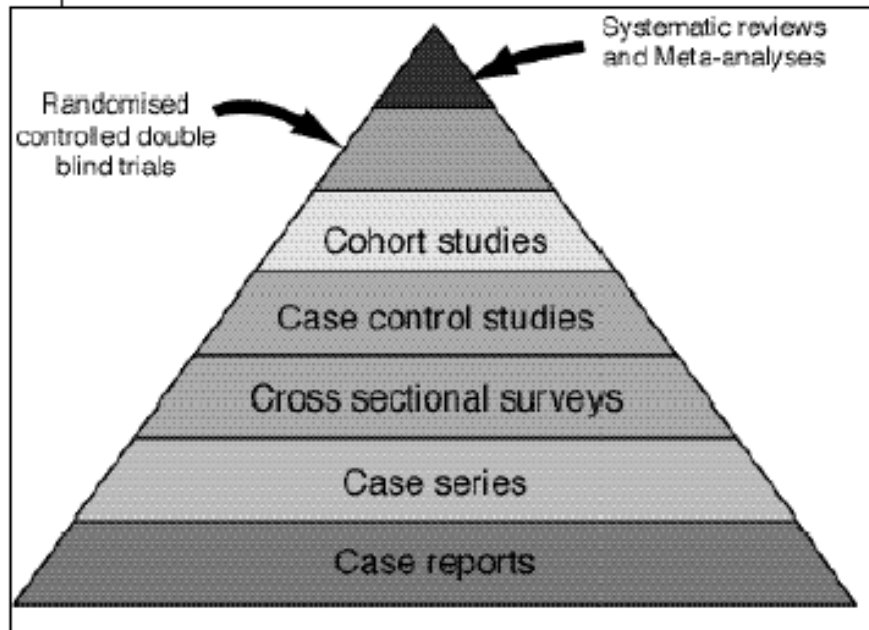 Systematic reviews
and Meta-analyses
Randomised
controlled double
blind trials
Cohort studies
Case control studies
Cross sectional surveys
Case series
Case reports